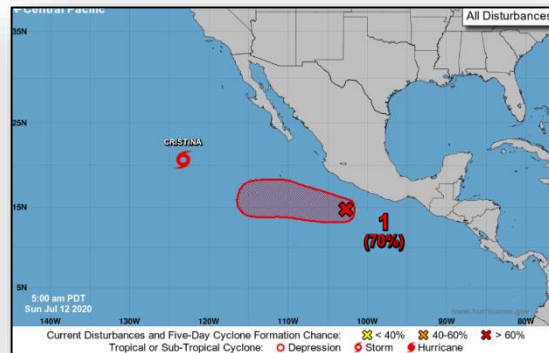 Central Pacific
All Disturbances
35N
25N
CRISTINA
15N
1
(70%)
5N
5:00 am PDT
Sun Jul 12 2020
www.hurricanes.gov
140W 130W 120W 110W 100W 90W 80W
Current Disturbances and Five-Day Cyclone Formation Chance: < 40% 40-60% > 60%
Tropical or Sub-Tropical Cyclone: Depression Storm Hurricane